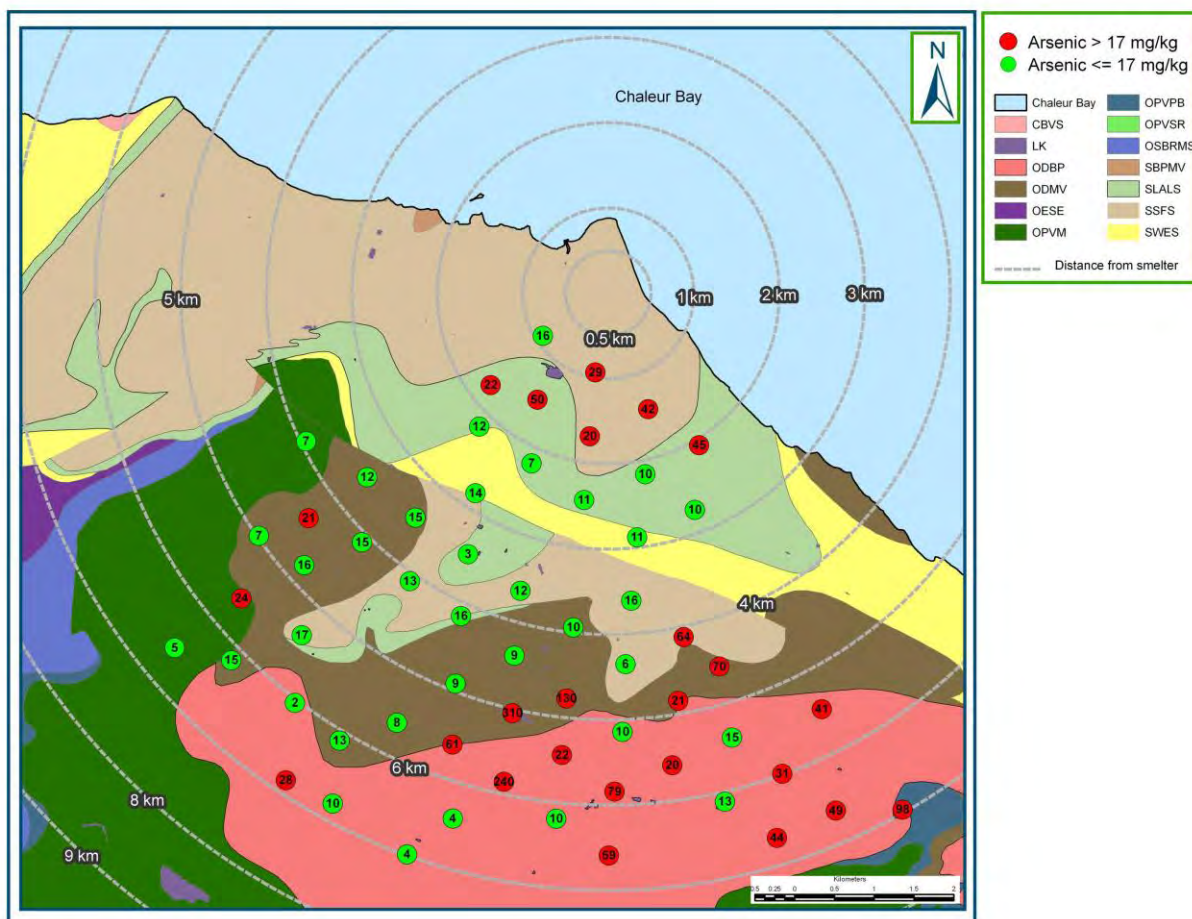 N
Chaleur Bay
Arsenic > 17 mg/kg
Arsenic <= 17 mg/kg
Chaleur Bay
CBVS
LK
ODBP
ODMV
OESE
OPVM
OPVPB
OPVSR
OSBRMS
SBPMV
SLALS
SSFS
SWES
Distance from smelter
5 km
1 km
2 km
3 km
0.5 km
16
29
22
50
42
12
20
45
7
7
10
12
14
11
10
21
15
7
15
11
3
16
13
12
24
16
16
17
10
64
5
15
9
6
70
4 km
9
2
130
21
41
310
8
10
15
13
61
22
20
6 km
31
28
240
79
8 km
10
13
49
98
4
10
44
9 km
4
59
Kilometers
0.5 0.25 0 0.5 1 1.5 2